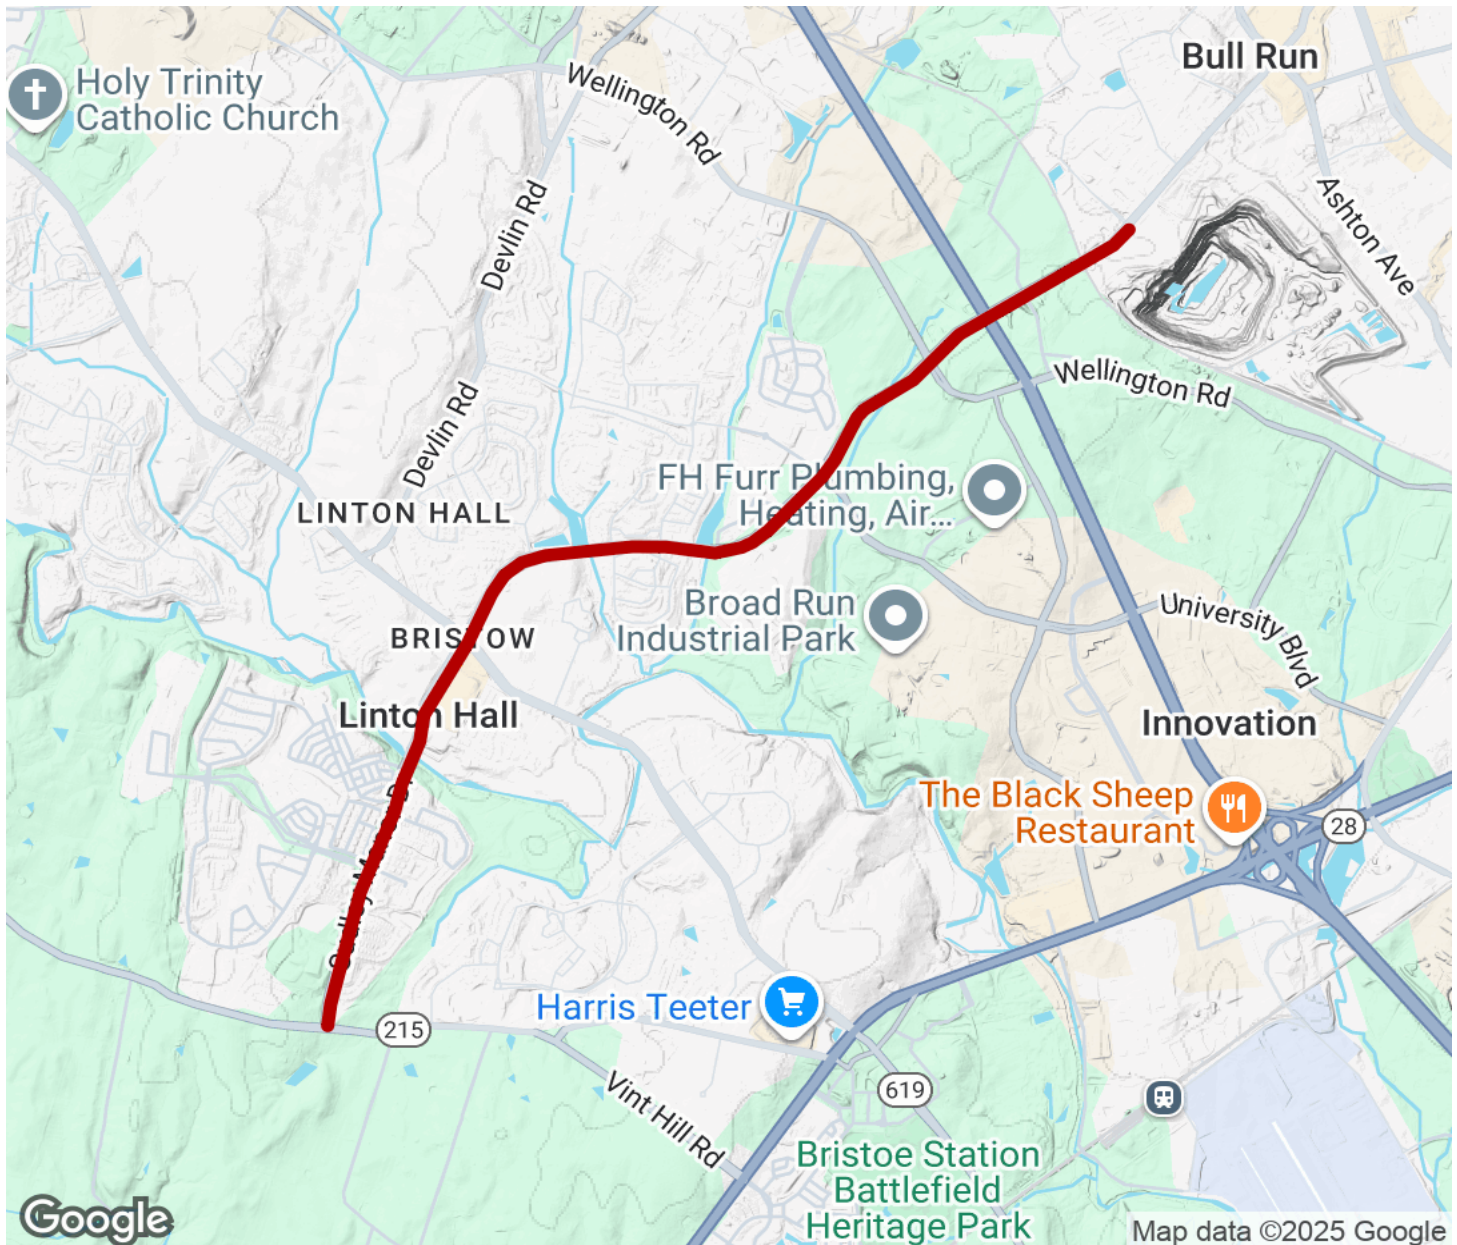 Bull Run
Holy Trinity
Catholic Church
Wellington Rd
Devlin Rd
Ashton Ave
Wellington Rd
Devlin Rd
FH Furr Plumbing,
Heating, Air...
LINTON HALL
Broad Run
Industrial Park
University Blvd
BRISTOW
Linton Hall
Innovation
The Black Sheep
Restaurant
28
Harris Teeter
215
619
Vint Hill Rd
Bristoe Station
Battlefield
Heritage Park
Google
Map data ©2025 Google